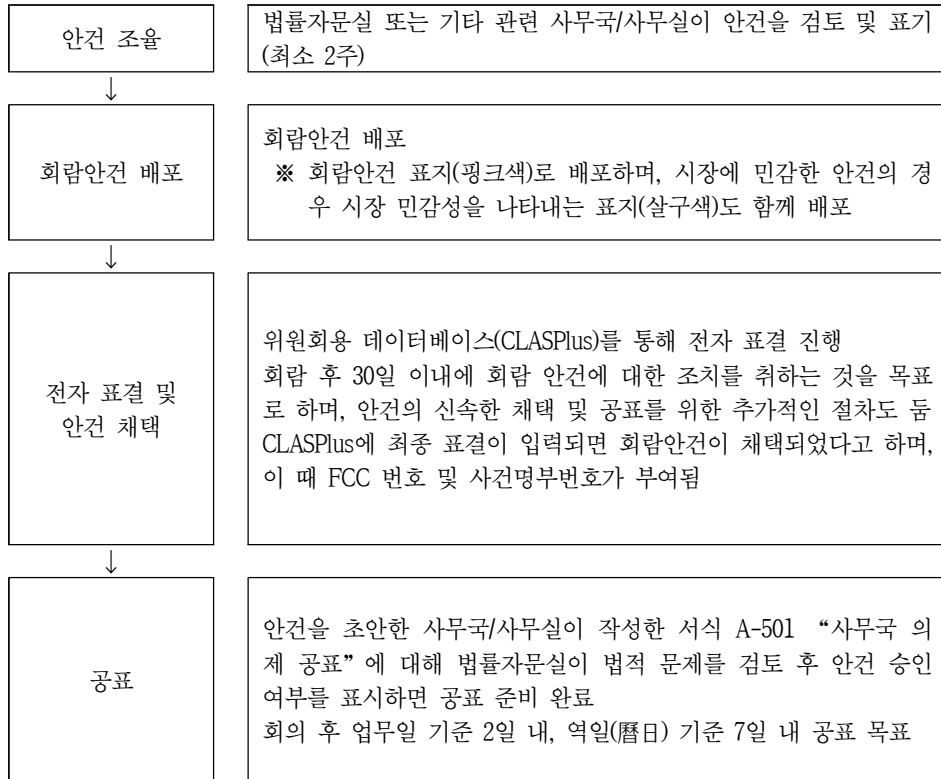 안건 조율
법률자문실 또는 기타 관련 사무국/사무실이 안건을 검토 및 표기
(최소 2주)
↓
회람안건 배포
회람안건 배포
※ 회람안건 표지(핑크색)로 배포하며, 시장에 민감한 안건의 경
우 시장 민감성을 나타내는 표지(살구색)도 함께 배포
↓
전자 표결 및
안건 채택
위원회용 데이터베이스(CLASPlus)를 통해 전자 표결 진행
회람 후 30일 이내에 회람 안건에 대한 조치를 취하는 것을 목표
로 하며, 안건의 신속한 채택 및 공표를 위한 추가적인 절차도 둠
CLASPlus에 최종 표결이 입력되면 회람안건이 채택되었다고 하며,
이 때 FCC 번호 및 사건명부번호가 부여됨
↓
공표
안건을 초안한 사무국/사무실이 작성한 서식 A-501 “사무국 의
제 공표”에 대해 법률자문실이 법적 문제를 검토 후 안건 승인
여부를 표시하면 공표 준비 완료
회의 후 업무일 기준 2일 내, 역일(曆日) 기준 7일 내 공표 목표